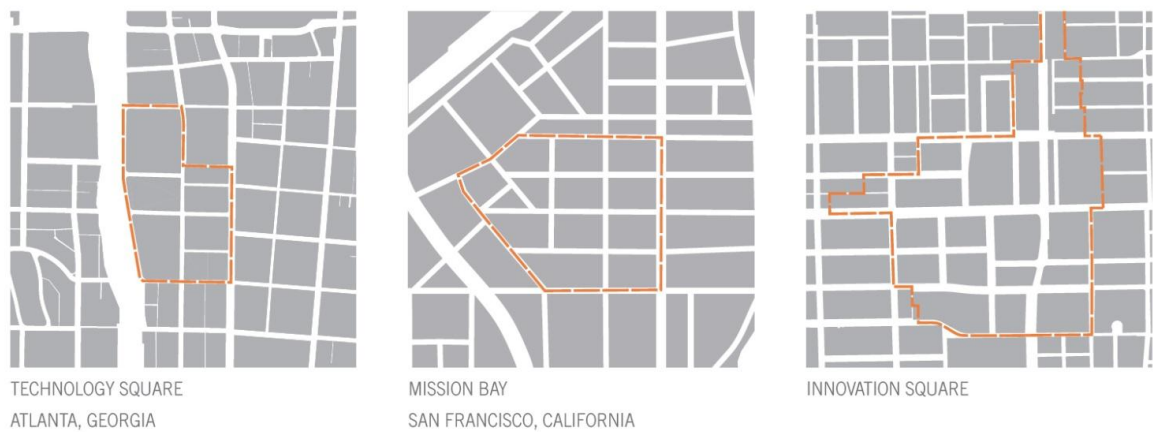 TECHNOLOGY SQUARE
ATLANTA, GEORGIA
MISSION BAY
SAN FRANCISCO, CALIFORNIA
INNOVATION SQUARE